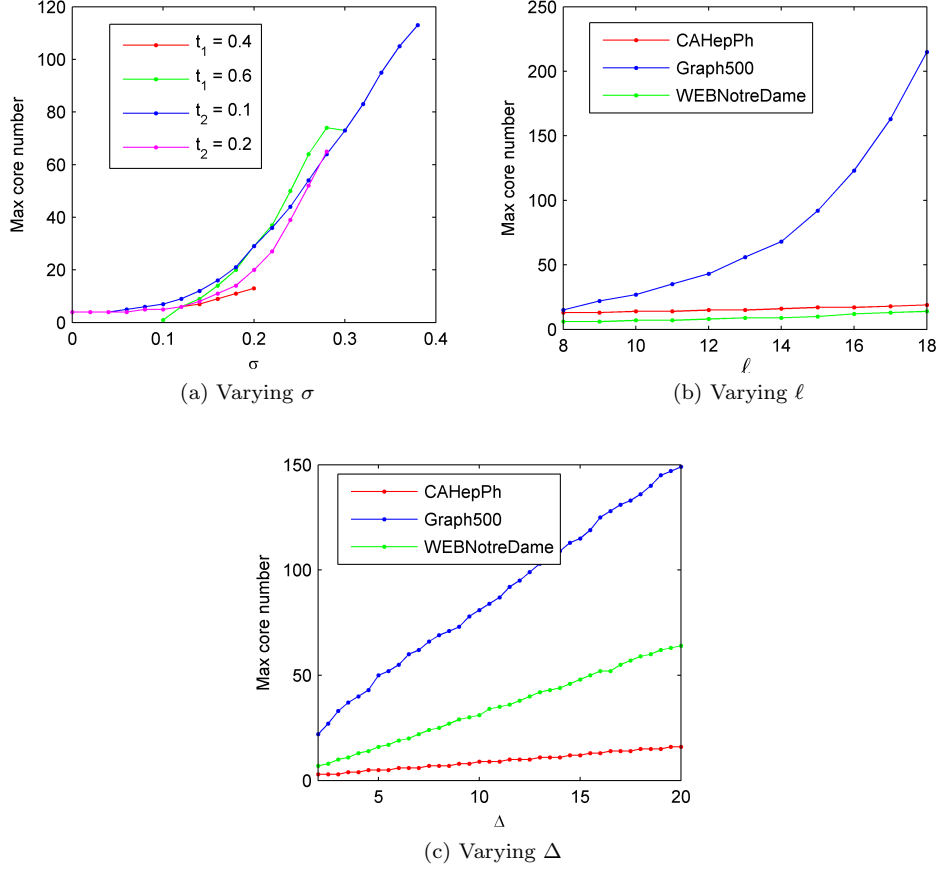 120
100
80
60
40
20
0
Max core number
t₁ = 0.4
t₁ = 0.6
t₂ = 0.1
t₂ = 0.2
0 0.1 0.2 0.3 0.4
σ
(a) Varying σ
250
200
150
100
50
0
Max core number
CAHepPh
Graph500
WEBNotreDame
8 10 12 14 16 18
ℓ
(b) Varying ℓ
150
100
50
0
Max core number
CAHepPh
Graph500
WEBNotreDame
5 10 15 20
Δ
(c) Varying Δ